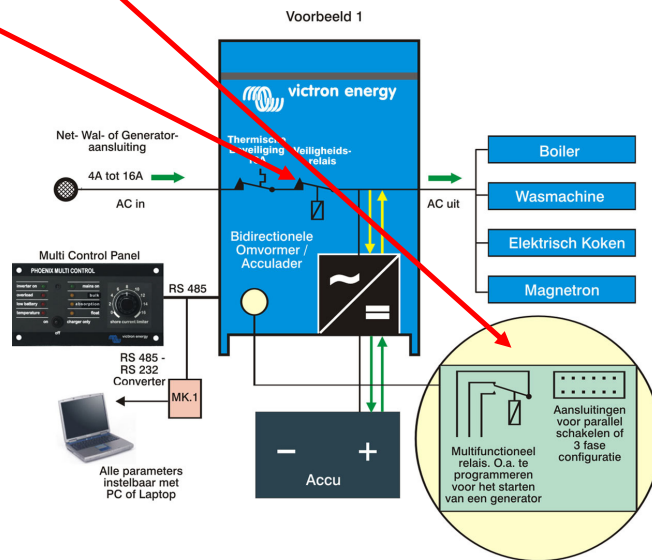 Voorbeeld 1
victron energy
Net- Wal- of Generator-
aansluiting
4A tot 16A
AC in
Thermische
Beveiliging
16A
Veiligheids-
relais
AC uit
Boiler
Wasmachine
Elektrisch Koken
Magnetron
Bidirectionele
Omvormer /
Acculader
Multi Control Panel
PHOENIX MULTI CONTROL
inverter on
overload
low battery
temperature
mains on
bulk
absorption
float
on
off
charger only
shore current limiter
victron energy
RS 485
RS 485 -
RS 232
Converter
MK.1
Alle parameters
instelbaar met
PC of Laptop
− +
Accu
Multifunctioneel
relais. O.a. te
programmeren
voor het starten
van een generator
Aansluitingen
voor parallel
schakelen of
3 fase
configuratie